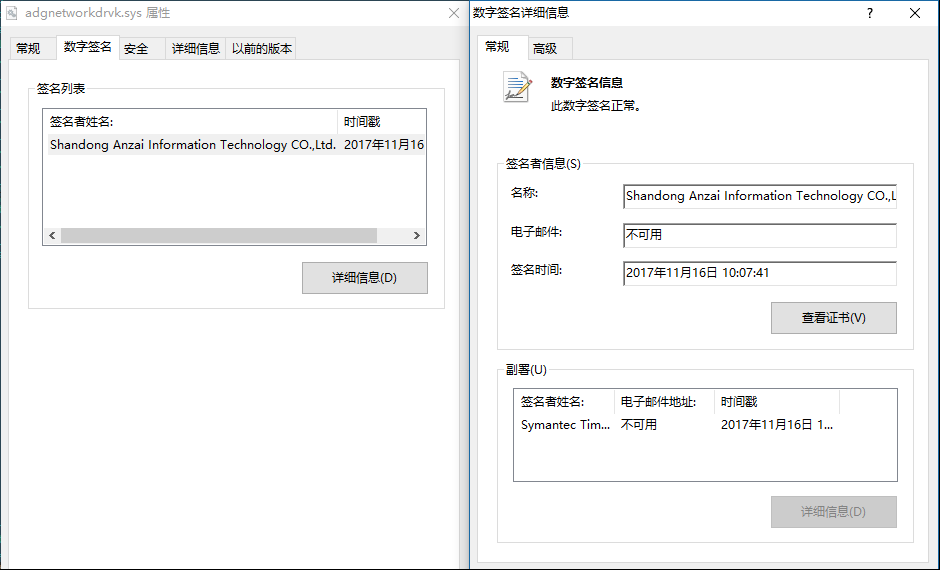 adgnetworkdrvk.sys 属性
常规 数字签名 安全 详细信息 以前的版本
签名列表
签名者姓名: 时间戳
Shandong Anzai Information Technology CO.,Ltd. 2017年11月16
详细信息(D)
数字签名详细信息 ?
常规 高级
数字签名信息
此数字签名正常。
签名者信息(S)
名称: Shandong Anzai Information Technology CO.,L
电子邮件: 不可用
签名时间: 2017年11月16日 10:07:41
查看证书(V)
副署(U)
签名者姓名: 电子邮件地址: 时间戳
Symantec Tim... 不可用 2017年11月16日 1...
详细信息(D)